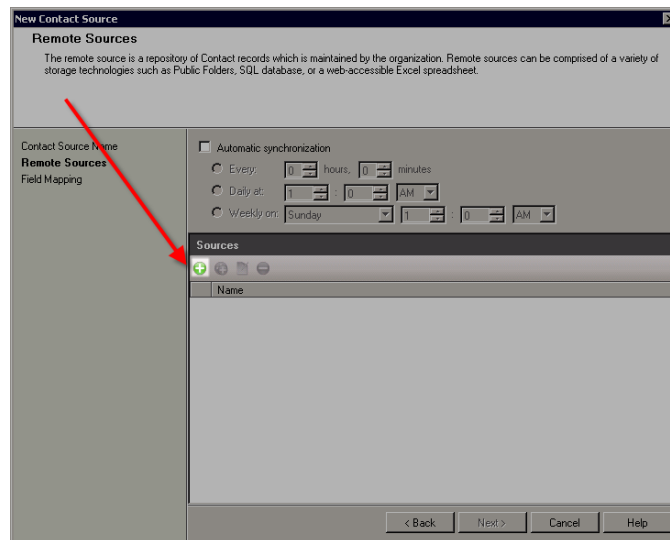 New Contact Source
Remote Sources
The remote source is a repository of Contact records which is maintained by the organization. Remote sources can be comprised of a variety of
storage technologies such as Public Folders, SQL database, or a web-accessible Excel spreadsheet.
Contact Source Name
Remote Sources
Field Mapping
Automatic synchronization
Every: 0 hours, 0 minutes
Daily at: 1 : 0 AM
Weekly on: Sunday 1 : 0 AM
Sources
Name
< Back Next > Cancel Help